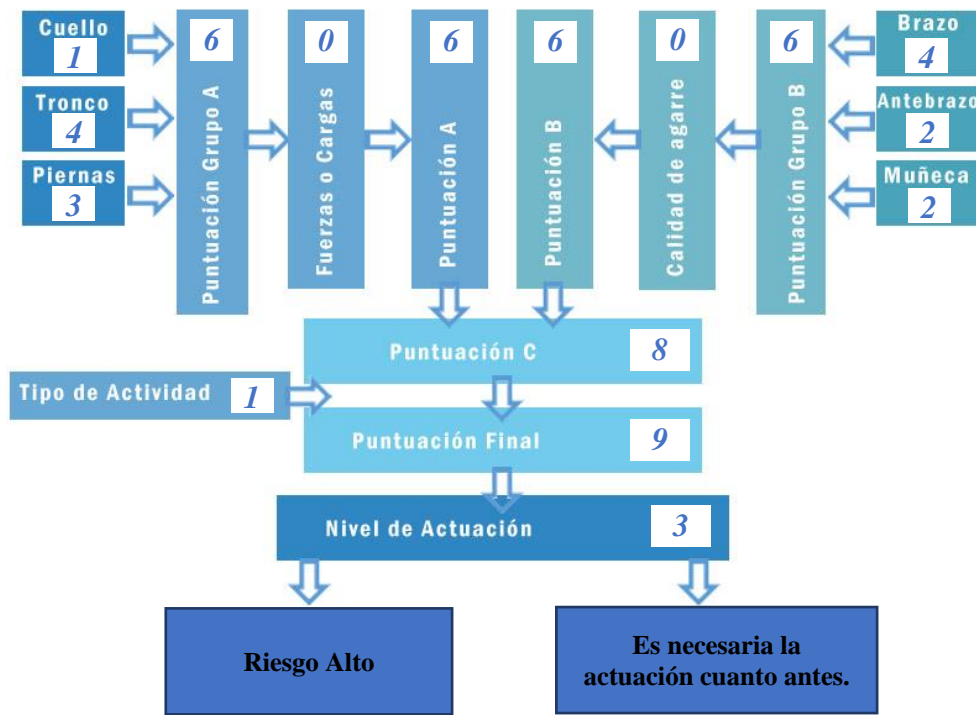 Cuello
1
Tronco
4
Piernas
3
6
Puntuación Grupo A
0
Fuerzas o Cargas
6
Puntuación A
6
Puntuación B
0
Calidad de agarre
6
Puntuación Grupo B
Brazo
4
Antebrazo
2
Muñeca
2
Puntuación C
8
Tipo de Actividad
1
Puntuación Final
9
Nivel de Actuación
3
Riesgo Alto
Es necesaria la
actuación cuanto antes.